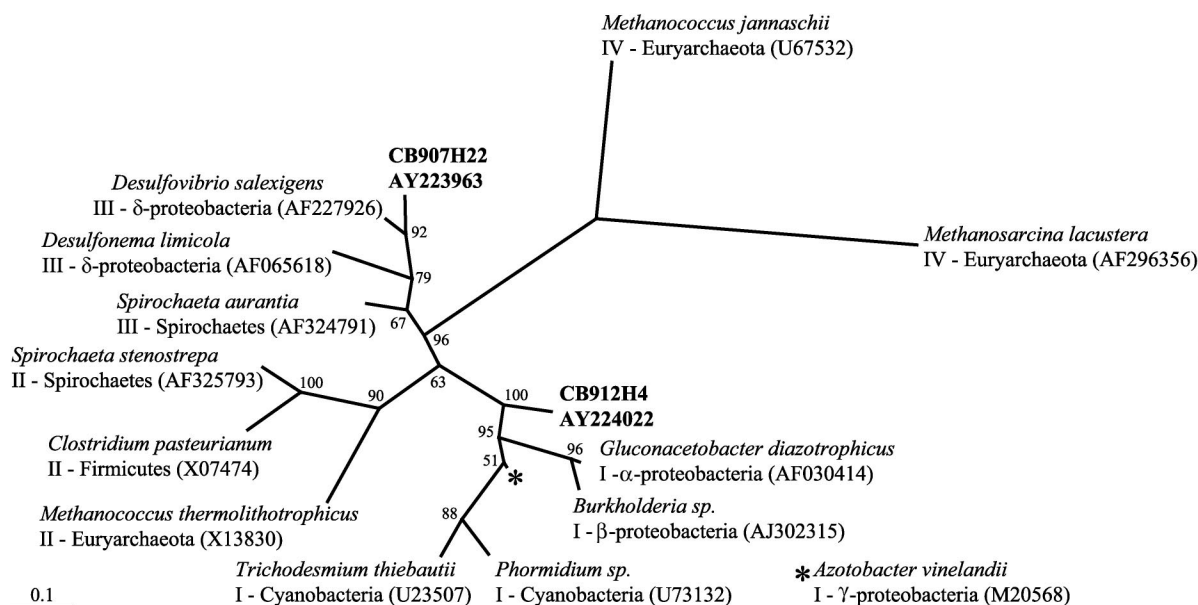 Methanococcus jannaschii
IV - Euryarchaeota (U67532)
CB907H22
AY223963
Desulfovibrio salexigens
III - δ-proteobacteria (AF227926)
92
Desulfonema limicola
III - δ-proteobacteria (AF065618)
Methanosarcina lacustera
IV - Euryarchaeota (AF296356)
79
Spirochaeta aurantia
III - Spirochaetes (AF324791)
67
96
Spirochaeta stenostrepa
II - Spirochaetes (AF325793)
100
90
63
100
CB912H4
AY224022
Clostridium pasteurianum
II - Firmicutes (X07474)
95
96
Gluconacetobacter diazotrophicus
I -α-proteobacteria (AF030414)
51
*
Methanococcus thermolithotrophicus
II - Euryarchaeota (X13830)
88
Burkholderia sp.
I - β-proteobacteria (AJ302315)
Trichodesmium thiebautii
I - Cyanobacteria (U23507)
Phormidium sp.
I - Cyanobacteria (U73132)
*Azotobacter vinelandii
I - γ-proteobacteria (M20568)
0.1